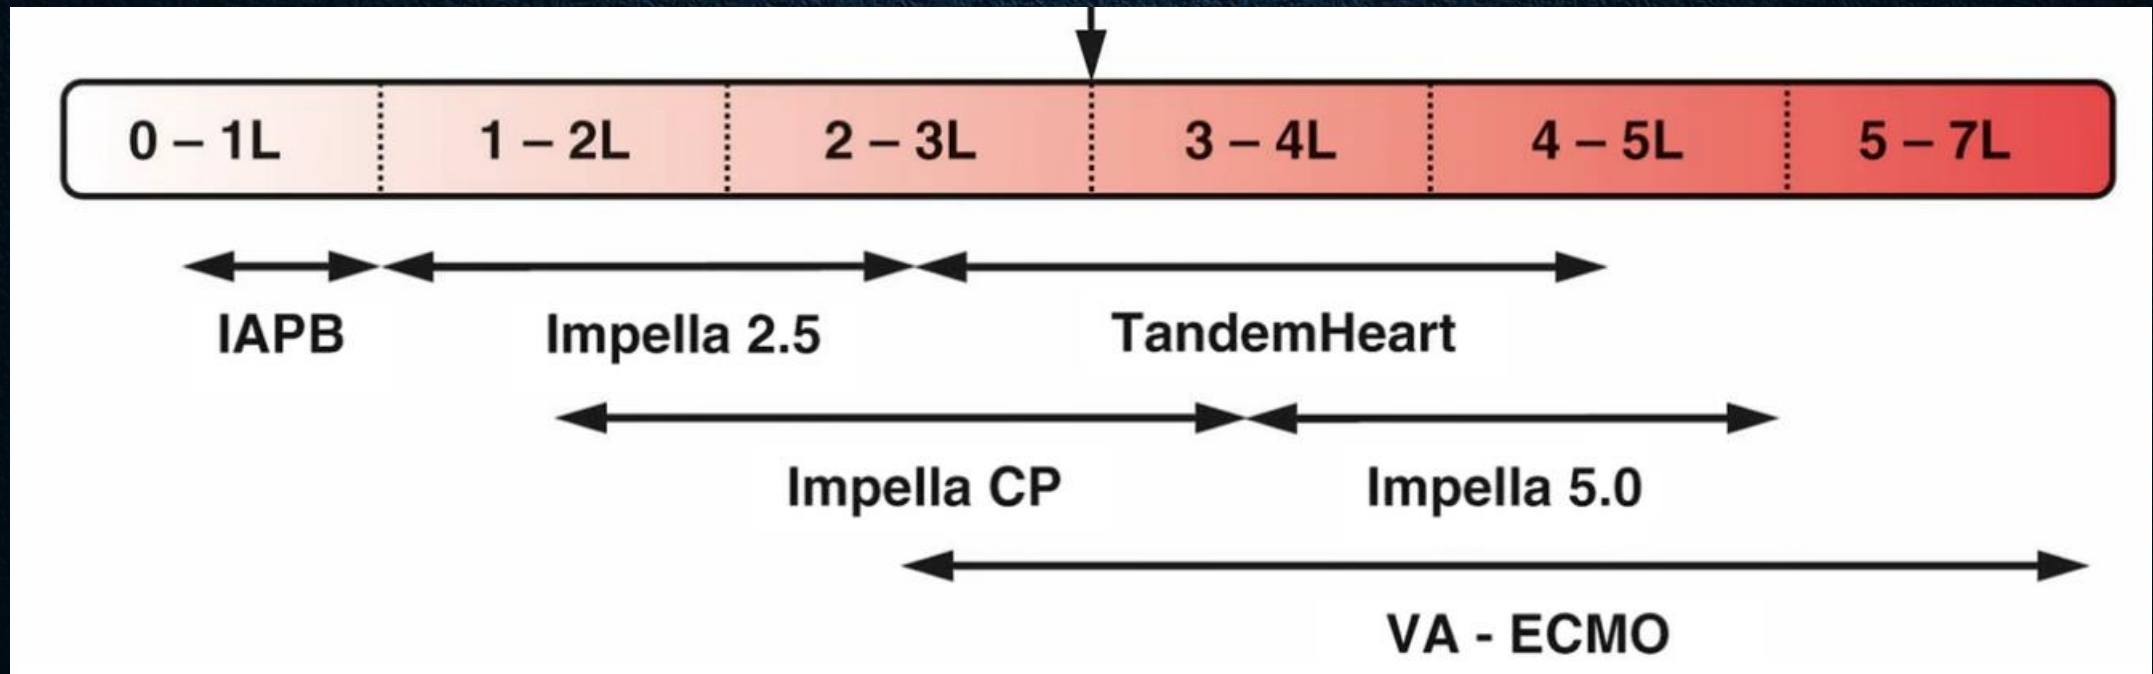 0 – 1L 1 – 2L 2 – 3L 3 – 4L 4 – 5L 5 – 7L
IAPB Impella 2.5 TandemHeart
Impella CP Impella 5.0
VA - ECMO